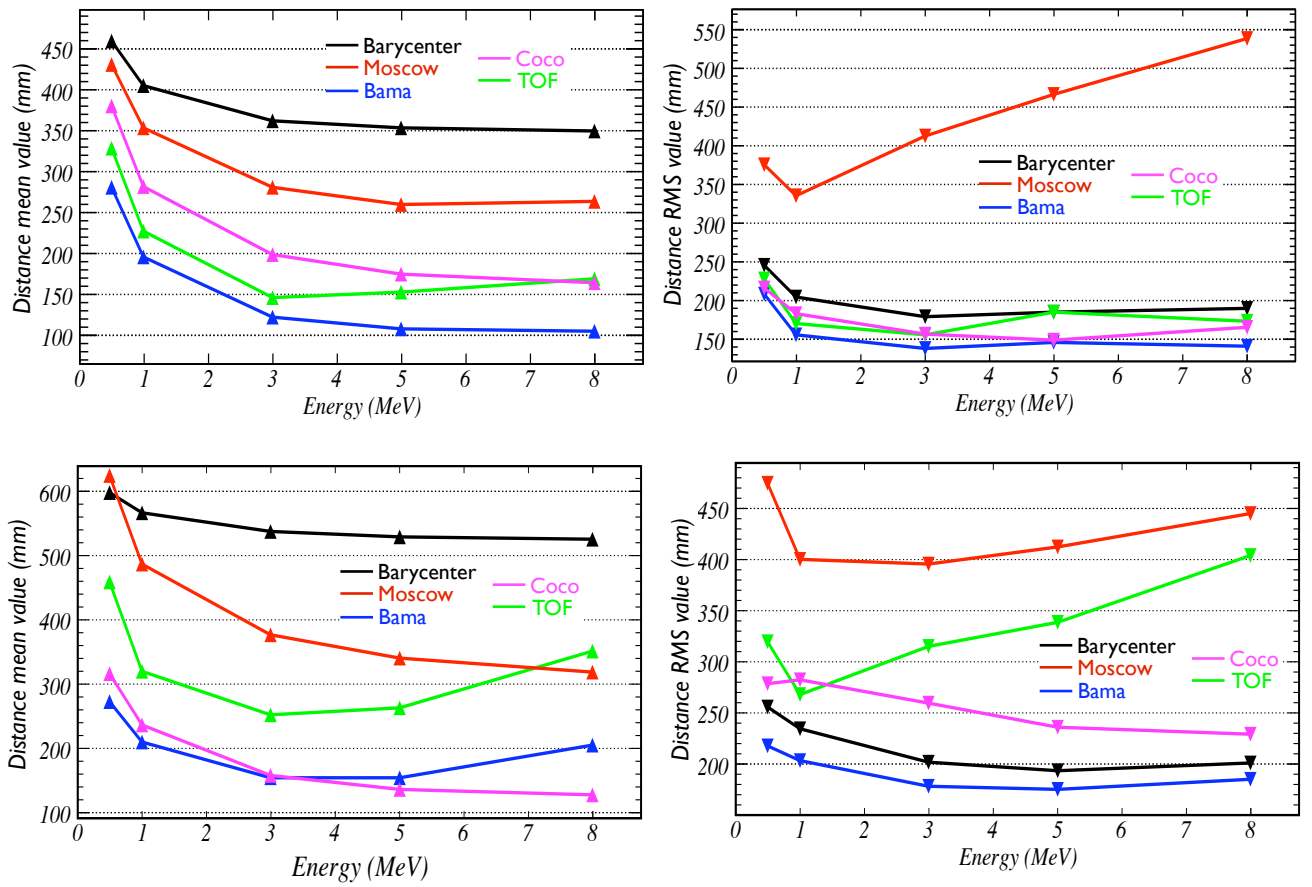 Distance mean value (mm)
450
400
350
300
250
200
150
100
Barycenter
Moscow
Bama
Coco
TOF
0 1 2 3 4 5 6 7 8
Energy (MeV)
Distance RMS value (mm)
550
500
450
400
350
300
250
200
150
Barycenter
Moscow
Bama
Coco
TOF
0 1 2 3 4 5 6 7 8
Energy (MeV)
Distance mean value (mm)
600
500
400
300
200
100
Barycenter
Moscow
Bama
Coco
TOF
0 1 2 3 4 5 6 7 8
Energy (MeV)
Distance RMS value (mm)
450
400
350
300
250
200
Barycenter
Moscow
Bama
Coco
TOF
0 1 2 3 4 5 6 7 8
Energy (MeV)